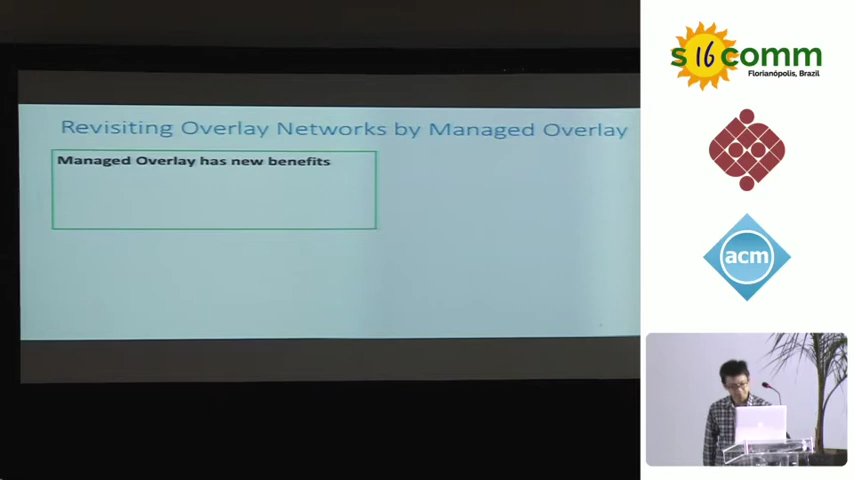 s16comm
Florianópolis, Brazil
Revisiting Overlay Networks by Managed Overlay
Managed Overlay has new benefits
acm